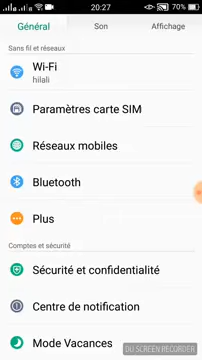 20:27
70%
Général
Son
Affichage
Sans fil et réseaux
Wi-Fi
hilali
Paramètres carte SIM
Réseaux mobiles
Bluetooth
Plus
Comptes et sécurité
Sécurité et confidentialité
Centre de notification
Mode Vacances
DU SCREEN RECORDER